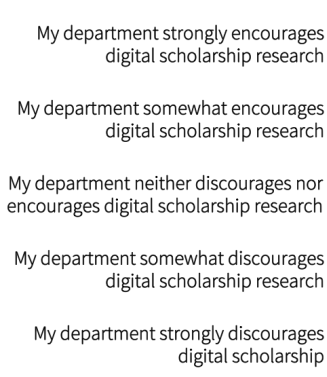 My department strongly encourages
digital scholarship research
My department somewhat encourages
digital scholarship research
My department neither discourages nor
encourages digital scholarship research
My department somewhat discourages
digital scholarship research
My department strongly discourages
digital scholarship